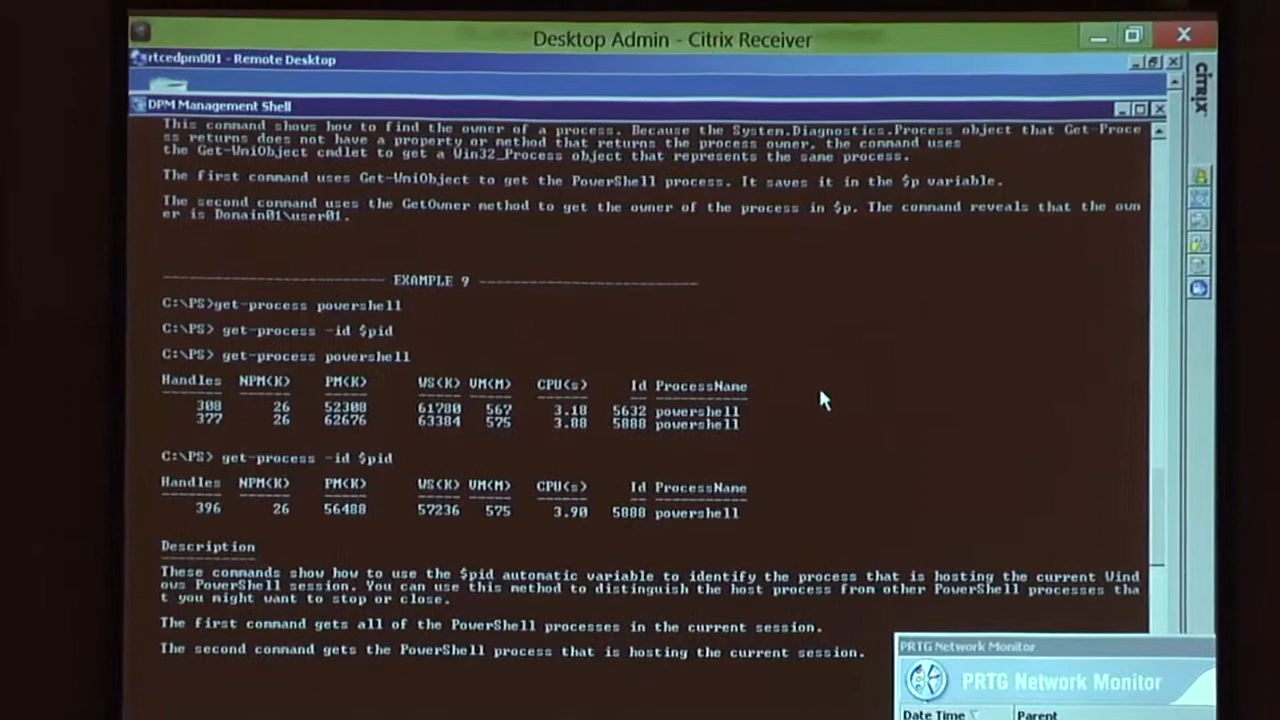 Desktop Admin - Citrix Receiver
rtcedpm001 - Remote Desktop
citrix
DPM Management Shell
This command shows how to find the owner of a process. Because the System.Diagnostics.Process object that Get-Proce
ss returns does not have a property or method that returns the process owner, the command uses
the Get-WmiObject cmdlet to get a Win32_Process object that represents the same process.
The first command uses Get-WmiObject to get the PowerShell process. It saves it in the $p variable.
The second command uses the GetOwner method to get the owner of the process in $p. The command reveals that the own
er is Domain01\user01.
-------------------------- EXAMPLE 9 --------------------------
C:\PS>get-process powershell
C:\PS> get-process -id $pid
C:\PS> get-process powershell
Handles NPM(K) PM(K) WS(K) VM(M) CPU(s) Id ProcessName
308 26 52308 61780 567 3.18 5632 powershell
377 26 62676 63384 575 3.88 5888 powershell
C:\PS> get-process -id $pid
Handles NPM(K) PM(K) WS(K) VM(M) CPU(s) Id ProcessName
396 26 56488 57236 575 3.90 5888 powershell
Description
These commands show how to use the $pid automatic variable to identify the process that is hosting the current Wind
ows PowerShell session. You can use this method to distinguish the host process from other PowerShell processes tha
t you might want to stop or close.
The first command gets all of the PowerShell processes in the current session.
The second command gets the PowerShell process that is hosting the current session.
PRTG Network Monitor
PRTG Network Monitor
Date Time Parent